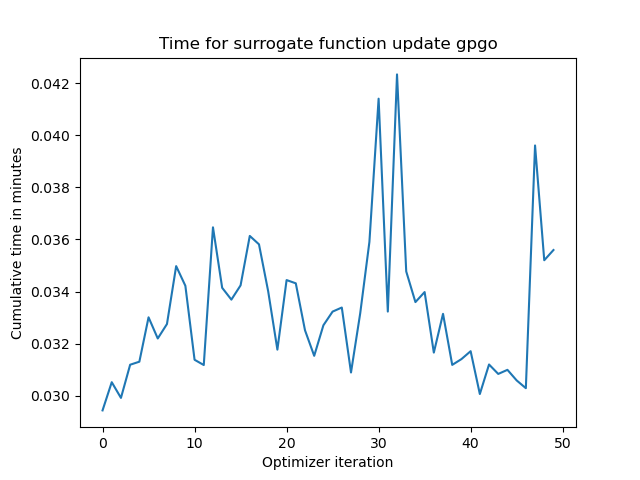 Time for surrogate function update gpgo
Cumulative time in minutes
0.042
0.040
0.038
0.036
0.034
0.032
0.030
0 10 20 30 40 50
Optimizer iteration